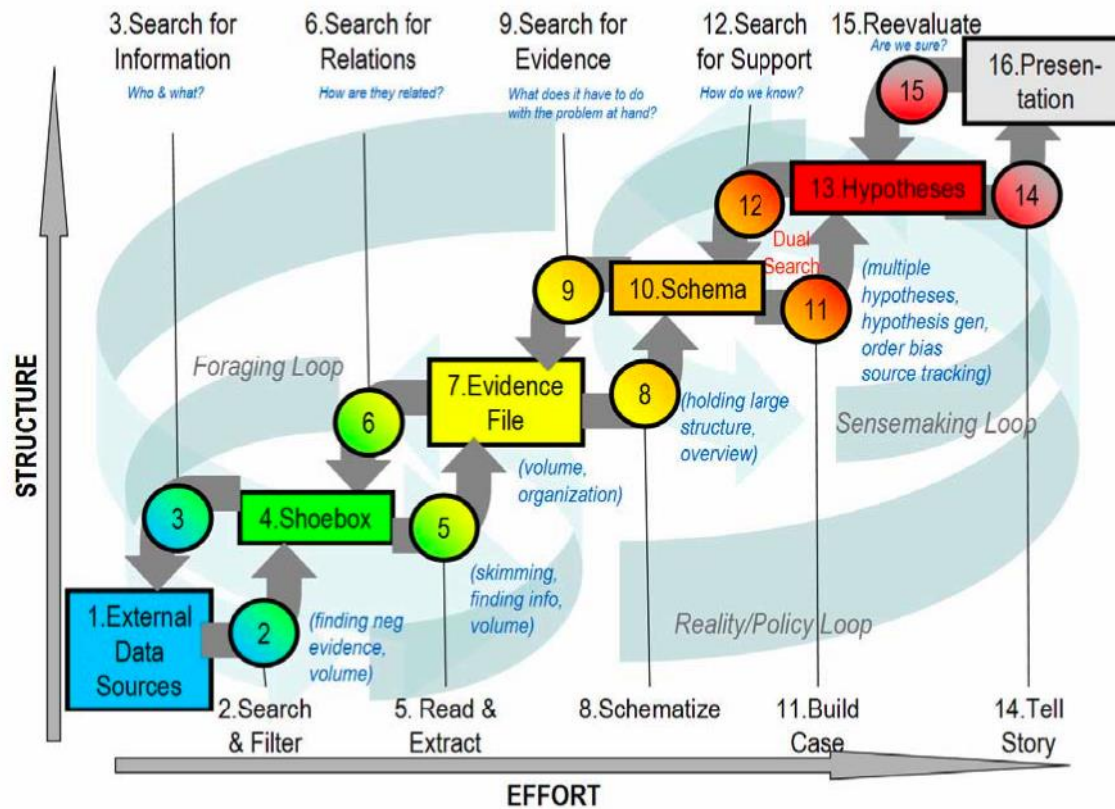 3.Search for
Information
Who & what?
6.Search for
Relations
How are they related?
9.Search for
Evidence
What does it have to do
with the problem at hand?
12.Search
for Support
How do we know?
15.Reevaluate
Are we sure?
15
16.Presen-
tation
12
13.Hypotheses
14
Dual
Search
9
10.Schema
11
(multiple
hypotheses,
hypothesis gen,
order bias
source tracking)
Foraging Loop
6
7.Evidence
File
8
(holding large
structure,
overview)
Sensemaking Loop
(volume,
organization)
3
4.Shoebox
5
(skimming,
finding info,
volume)
1.External
Data
Sources
2
(finding neg
evidence,
volume)
Reality/Policy Loop
2.Search
& Filter
5. Read &
Extract
8.Schematize
11.Build
Case
14.Tell
Story
STRUCTURE
EFFORT